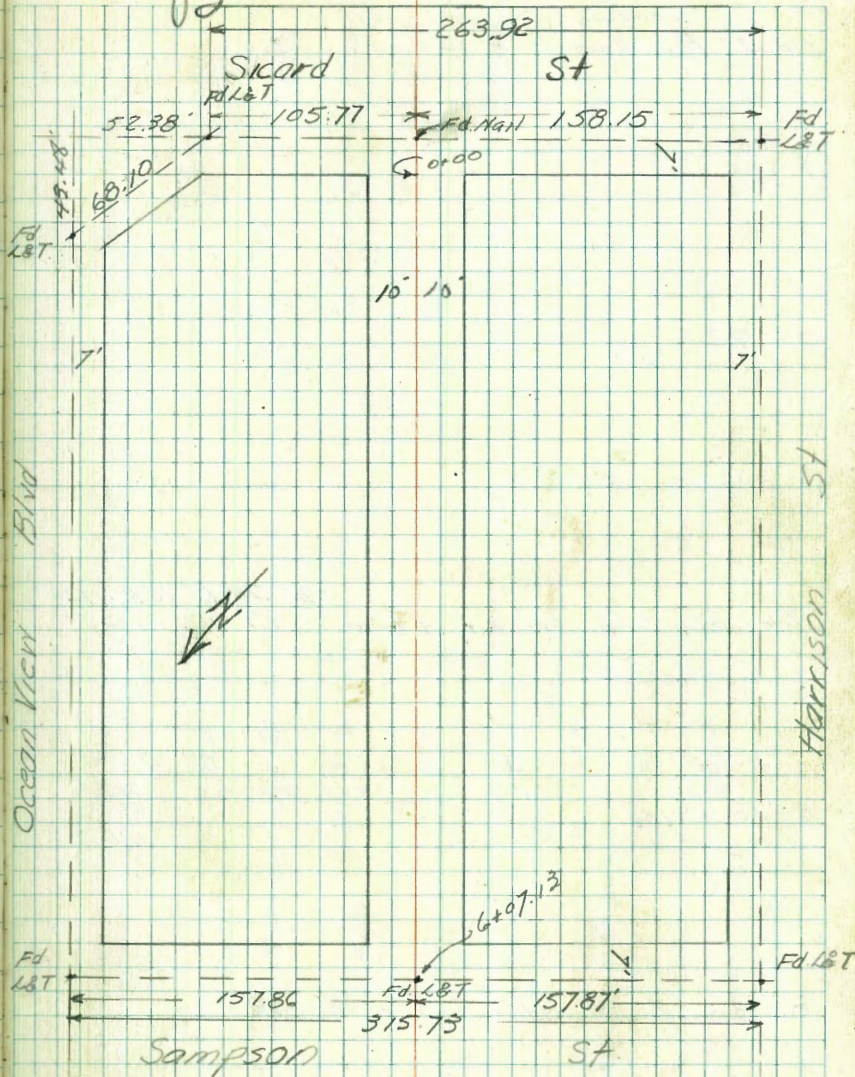 263.92
Sicard St
Fd L&T
52.38' 105.77 Fd. Nail 158.15 Fd L&T
0+00
68.10
Fd L&T
10' 10'
7' 7'
Ocean View Blvd
Harrison St
N
6+07.13
Fd L&T
Fd L&T
Fd L&T
157.86 157.87'
315.73
Sampson St.